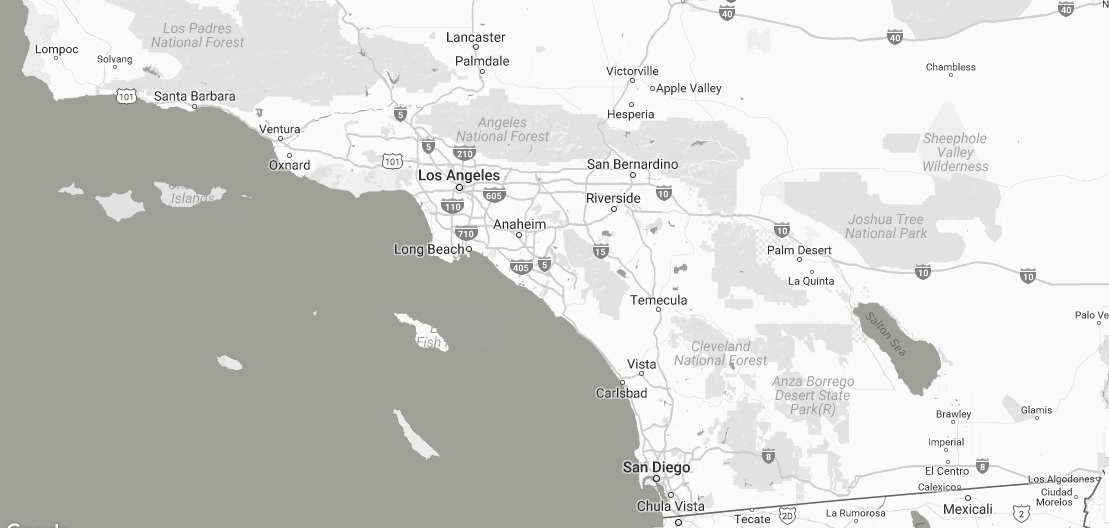 40
40
40
Los Padres
National Forest
Lancaster
Lompoc
Solvang
Palmdale
Victorville
Chambless
Apple Valley
101
Santa Barbara
Hesperia
5
Ventura
Angeles
National Forest
Sheephole
Valley
Wilderness
5
210
101
Oxnard
San Bernardino
Los Angeles
10
Islands
605
Riverside
110
Anaheim
Joshua Tree
National Park
710
10
Long Beach
15
Palm Desert
405
5
10
10
La Quinta
Temecula
Salton Sea
Palo Ve
Fish
Cleveland
National Forest
Vista
Anza Borrego
Desert State
Park(R)
Carlsbad
Brawley
Glamis
Imperial
8
San Diego
El Centro
8
Los Algodones
Calexico
Ciudad
Morelos
Chula Vista
Mexicali
Tecate
2D
La Rumorosa
2